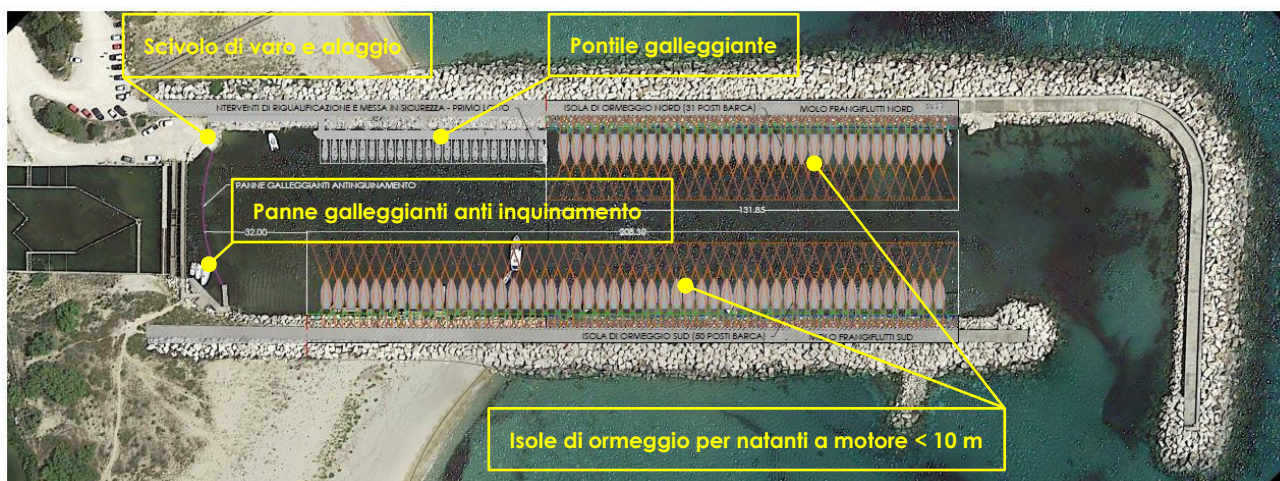 Scivolo di varo e alaggio
Pontile galleggiante
INTERVENTI DI RIQUALIFICAZIONE E MESSA IN SICUREZZA - PRIMO LOTTO
ISOLA DI ORMEGGIO NORD (31 POSTI BARCA)
MOLO FRANGIFLUTTI NORD
PANNE GALLEGGIANTI ANTINQUINAMENTO
Panne galleggianti anti inquinamento
131.85
32.00
208.30
ISOLA DI ORMEGGIO SUD (50 POSTI BARCA)
MOLO FRANGIFLUTTI SUD
Isole di ormeggio per natanti a motore < 10 m